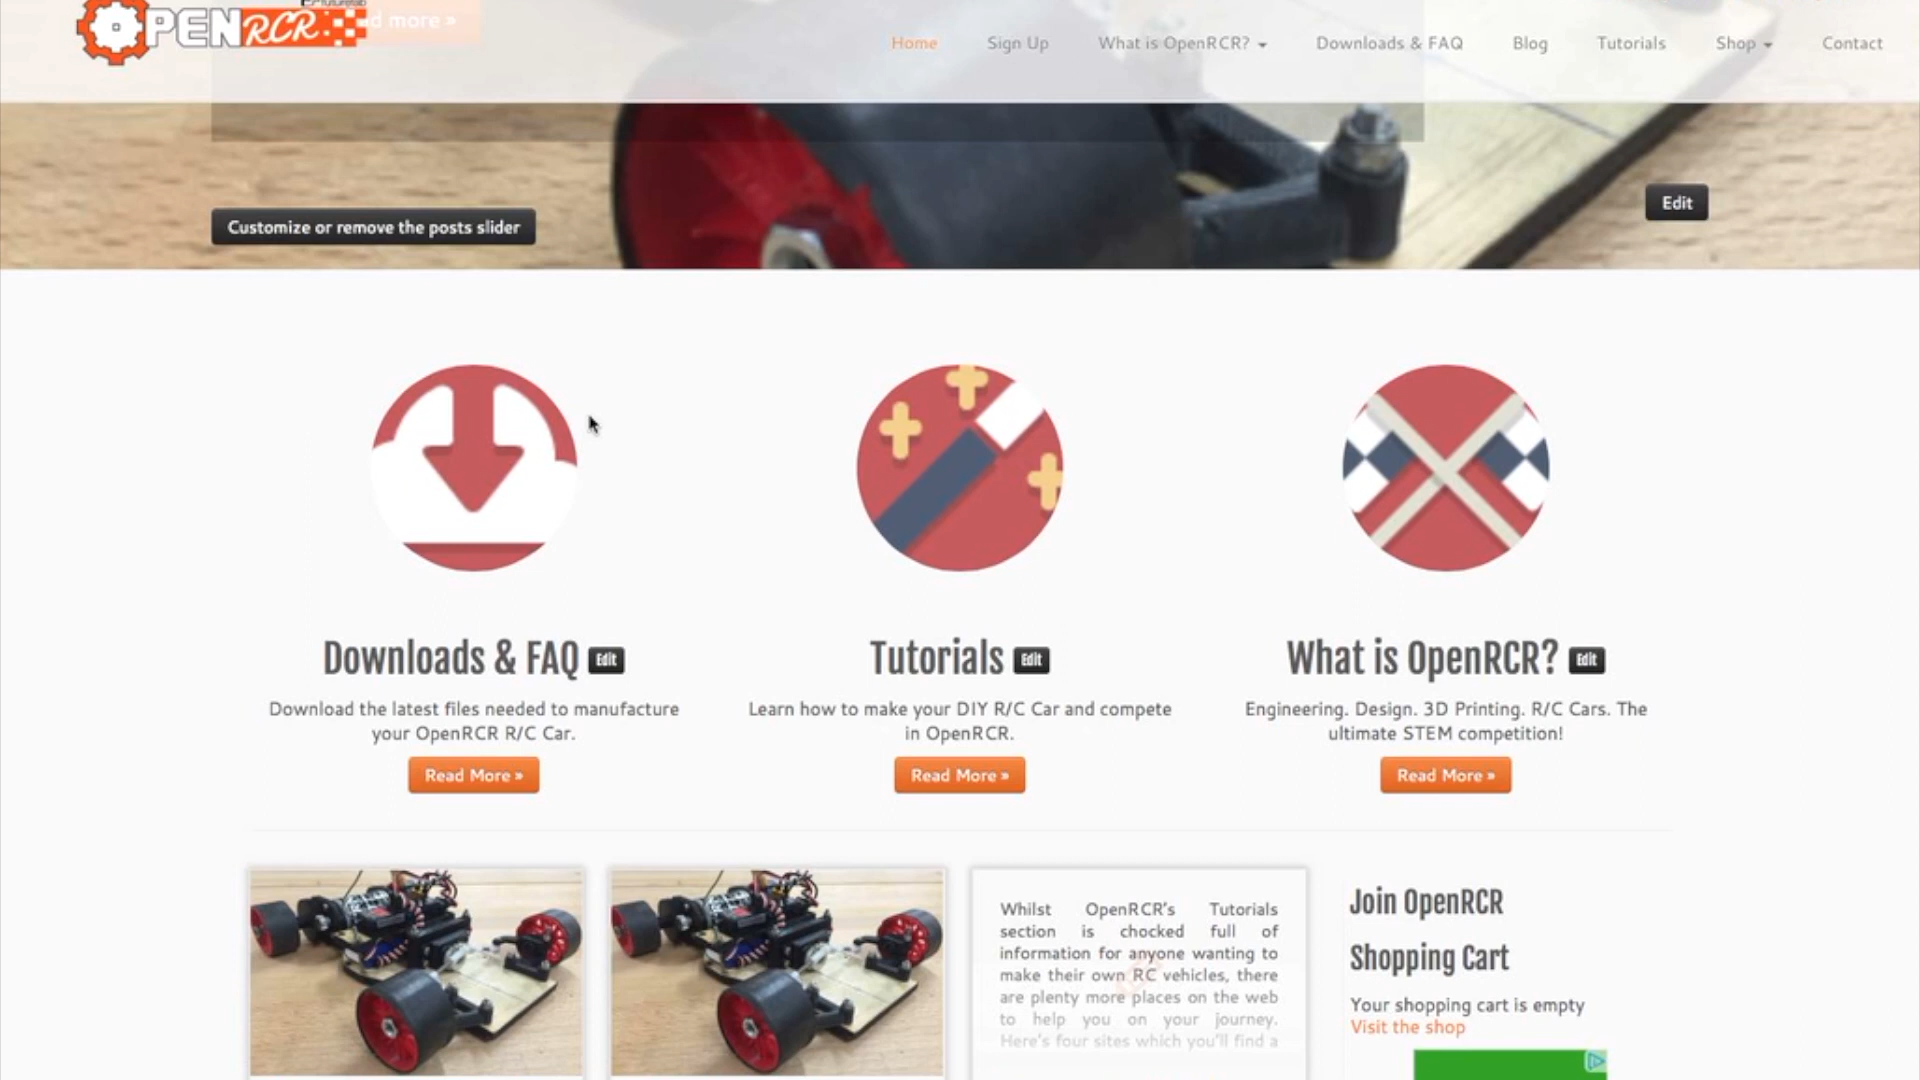 OPENRCR
Read more »
Home
Sign Up
What is OpenRCR?
Downloads & FAQ
Blog
Tutorials
Shop
Contact
Customize or remove the posts slider
Edit
Downloads & FAQ Edit
Download the latest files needed to manufacture
your OpenRCR R/C Car.
Read More »
Tutorials Edit
Learn how to make your DIY R/C Car and compete
in OpenRCR.
Read More »
What is OpenRCR? Edit
Engineering. Design. 3D Printing. R/C Cars. The
ultimate STEM competition!
Read More »
Whilst OpenRCR's Tutorials
section is chocked full of
information for anyone wanting to
make their own RC vehicles, there
are plenty more places on the web
to help you on your journey.
Here's four sites which you'll find a
Join OpenRCR
Shopping Cart
Your shopping cart is empty
Visit the shop